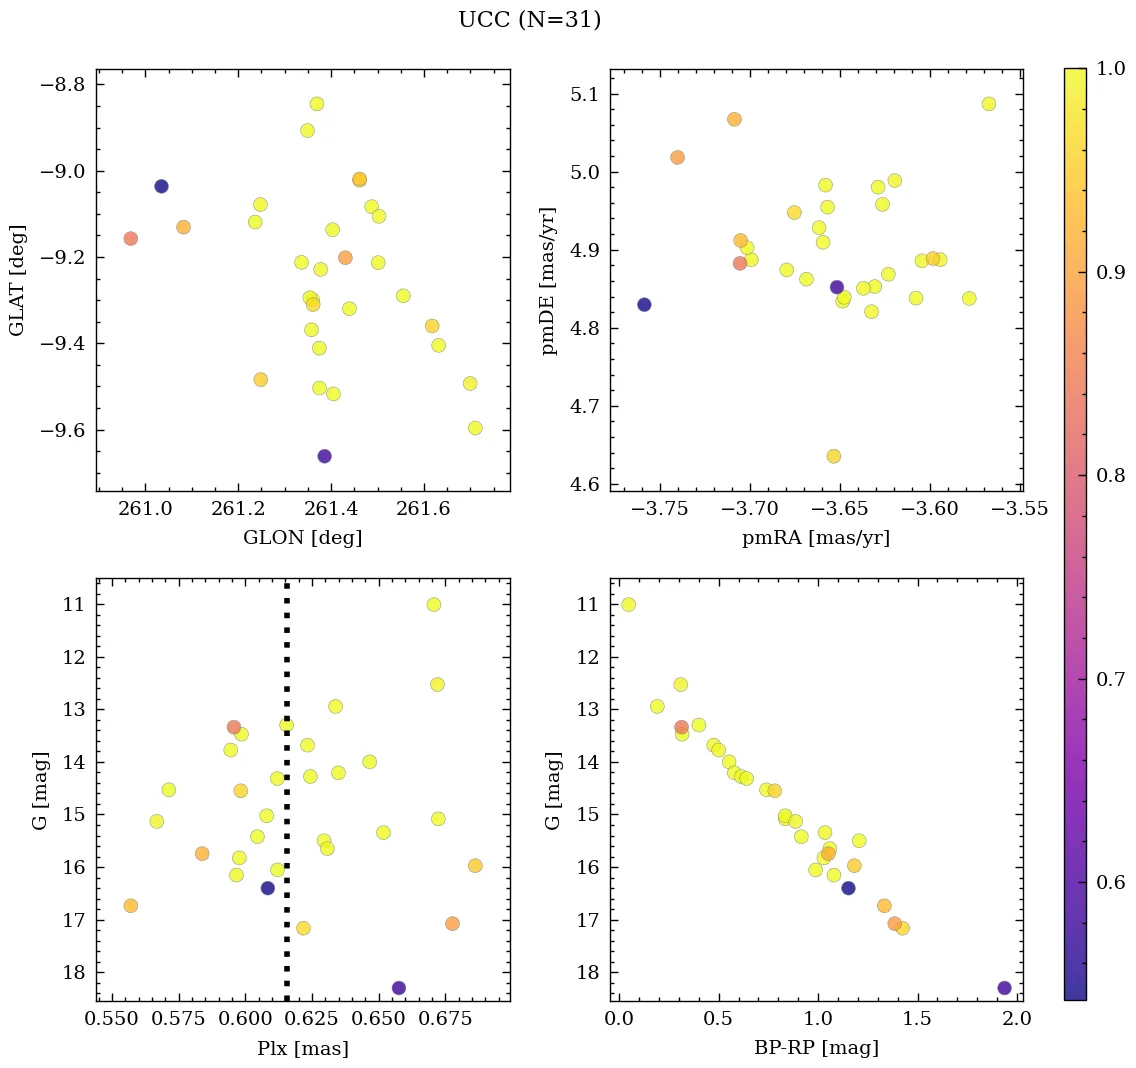 UCC (N=31)
−8.8
−9.0
−9.2
−9.4
−9.6
GLAT [deg]
261.0 261.2 261.4 261.6
GLON [deg]
5.1
5.0
4.9
4.8
4.7
4.6
pmDE [mas/yr]
−3.75 −3.70 −3.65 −3.60 −3.55
pmRA [mas/yr]
11
12
13
14
15
16
17
18
G [mag]
0.550 0.575 0.600 0.625 0.650 0.675
Plx [mas]
11
12
13
14
15
16
17
18
G [mag]
0.0 0.5 1.0 1.5 2.0
BP-RP [mag]
1.0
0.9
0.8
0.7
0.6